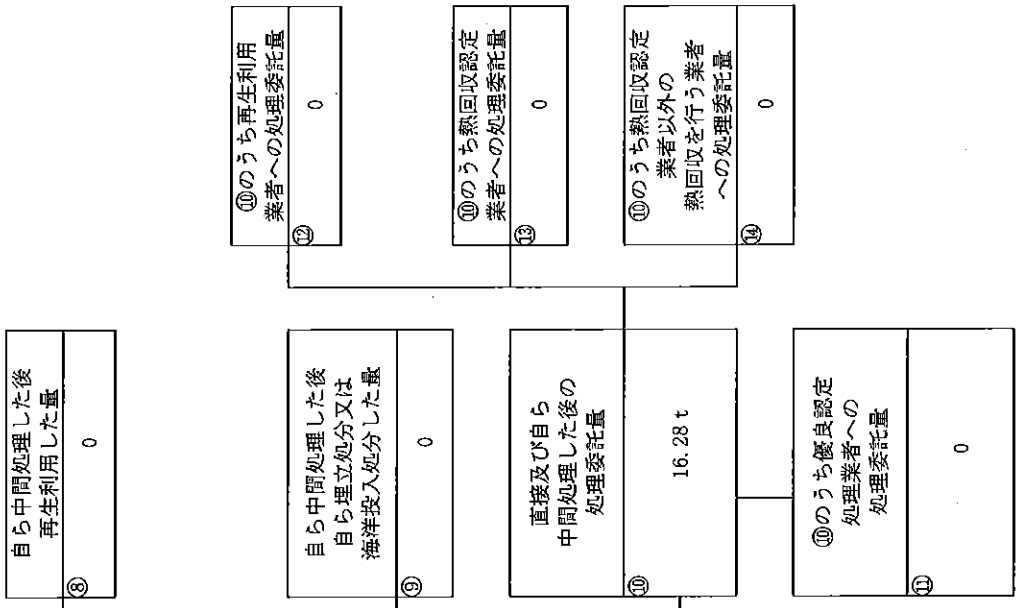 自ら中間処理した後
再生利用した量
⑧
0
自ら中間処理した後
自ら埋立処分又は
海洋投入処分した量
⑨
0
直接及び自ら
中間処理した後の
処理委託量
⑩
16.28 t
⑩のうち優良認定
処理業者への
処理委託量
⑪
0
⑩のうち再生利用
業者への処理委託量
⑫
0
⑩のうち熱回収認定
業者への処理委託量
⑬
0
⑩のうち熱回収認定
業者以外の
熱回収を行う業者
への処理委託量
⑭
0